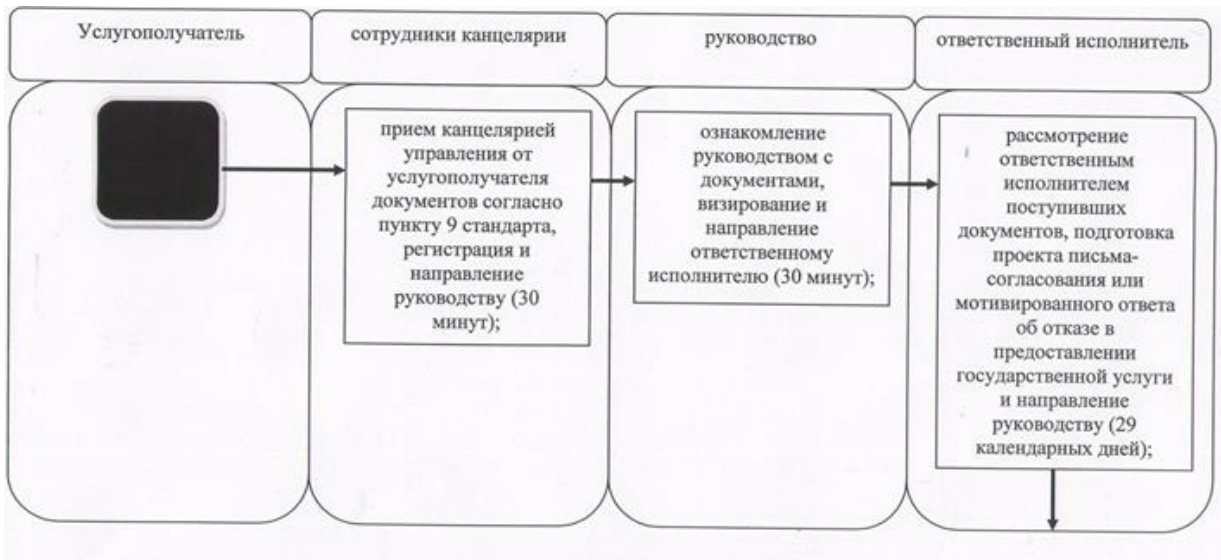 Услугополучатель
сотрудники канцелярии
руководство
ответственный исполнитель
прием канцелярией
управления от
услугополучателя
документов согласно
пункту 9 стандарта,
регистрация и
направление
руководству (30
минут);
ознакомление
руководством с
документами,
визирование и
направление
ответственному
исполнителю (30 минут);
рассмотрение
ответственным
исполнителем
поступивших
документов, подготовка
проекта письма-
согласования или
мотивированного ответа
об отказе в
предоставлении
государственной услуги
и направление
руководству (29
календарных дней);